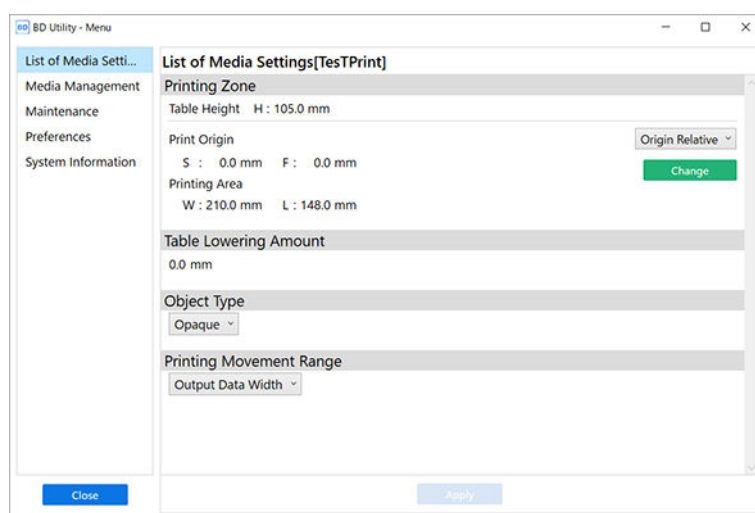 BD BD Utility - Menu
List of Media Setti...
Media Management
Maintenance
Preferences
System Information
List of Media Settings[TesTPrint]
Printing Zone
Table Height H : 105.0 mm
Print Origin
Origin Relative
S : 0.0 mm F : 0.0 mm
Change
Printing Area
W : 210.0 mm L : 148.0 mm
Table Lowering Amount
0.0 mm
Object Type
Opaque
Printing Movement Range
Output Data Width
Close
Apply